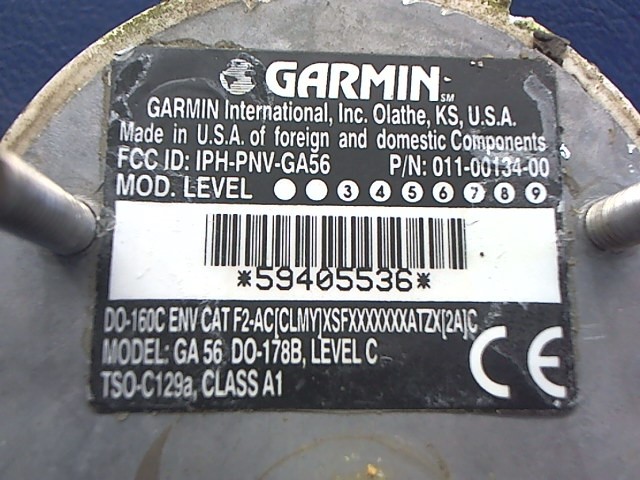 GARMIN SM
GARMIN International, Inc. Olathe, KS, U.S.A.
Made in U.S.A. of foreign and domestic Components
FCC ID: IPH-PNV-GA56 P/N: 011-00134-00
MOD. LEVEL 3 4 5 6 7 8 9
*59405536*
DO-160C ENV CAT F2-AC[CLMY]XSFXXXXXXXATZX[2A]C
MODEL: GA 56 DO-178B, LEVEL C
TSO-C129a, CLASS A1
CE